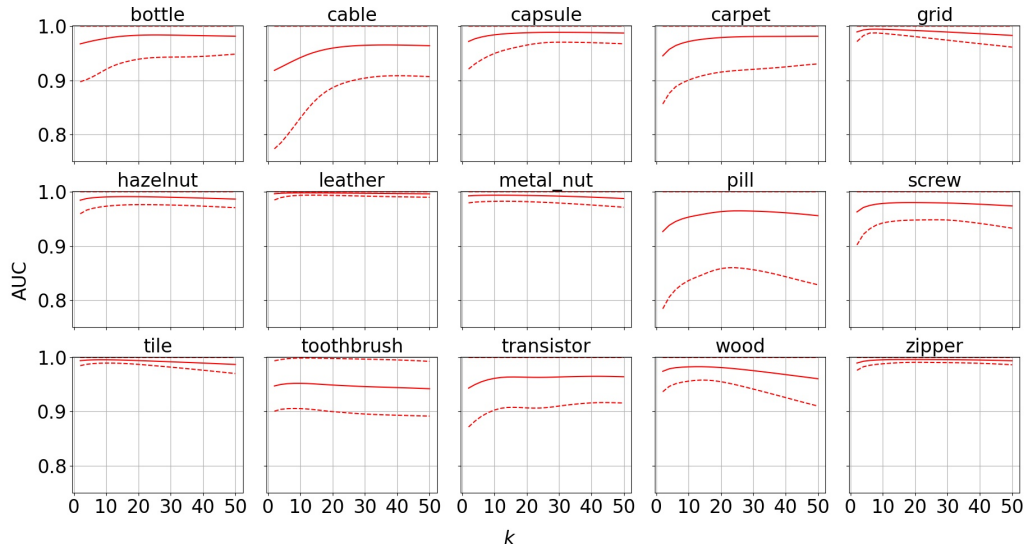 bottle cable capsule carpet grid
1.0
0.9
0.8
hazelnut leather metal_nut pill screw
1.0
0.9
0.8
AUC
tile toothbrush transistor wood zipper
1.0
0.9
0.8
0 10 20 30 40 50 0 10 20 30 40 50 0 10 20 30 40 50 0 10 20 30 40 50 0 10 20 30 40 50
k